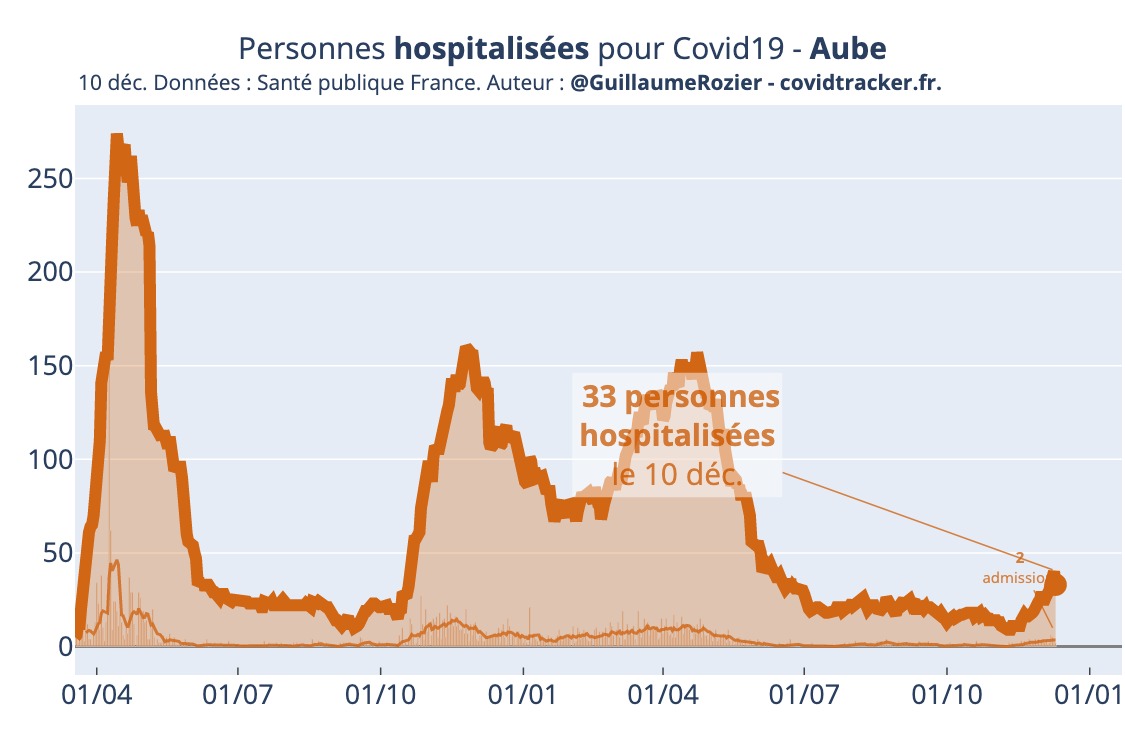 Personnes hospitalisées pour Covid19 - Aube
10 déc. Données : Santé publique France. Auteur : @GuillaumeRozier - covidtracker.fr.
250
200
150
100
50
0
33 personnes
hospitalisées
le 10 déc.
2
admissio
01/04
01/07
01/10
01/01
01/04
01/07
01/10
01/01